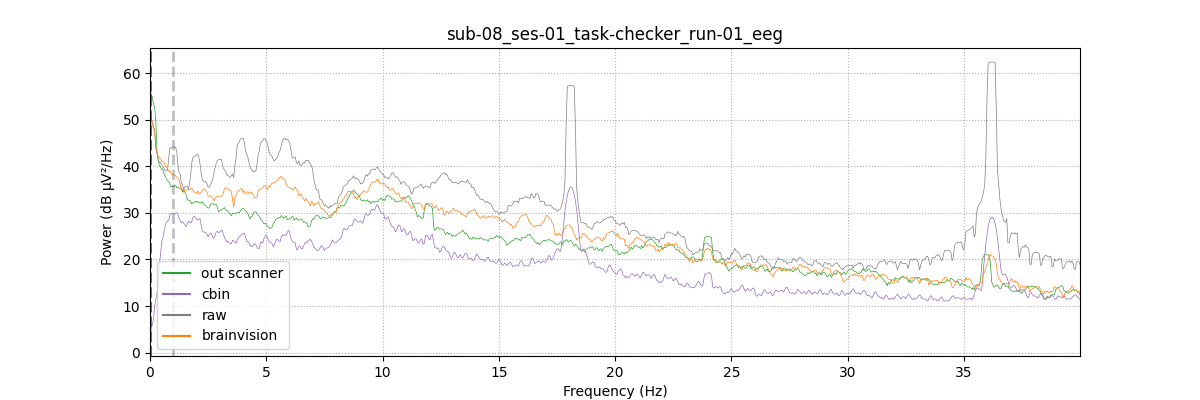 sub-08_ses-01_task-checker_run-01_eeg
Power (dB µV²/Hz)
60
50
40
30
20
10
0
out scanner
cbin
raw
brainvision
0 5 10 15 20 25 30 35
Frequency (Hz)